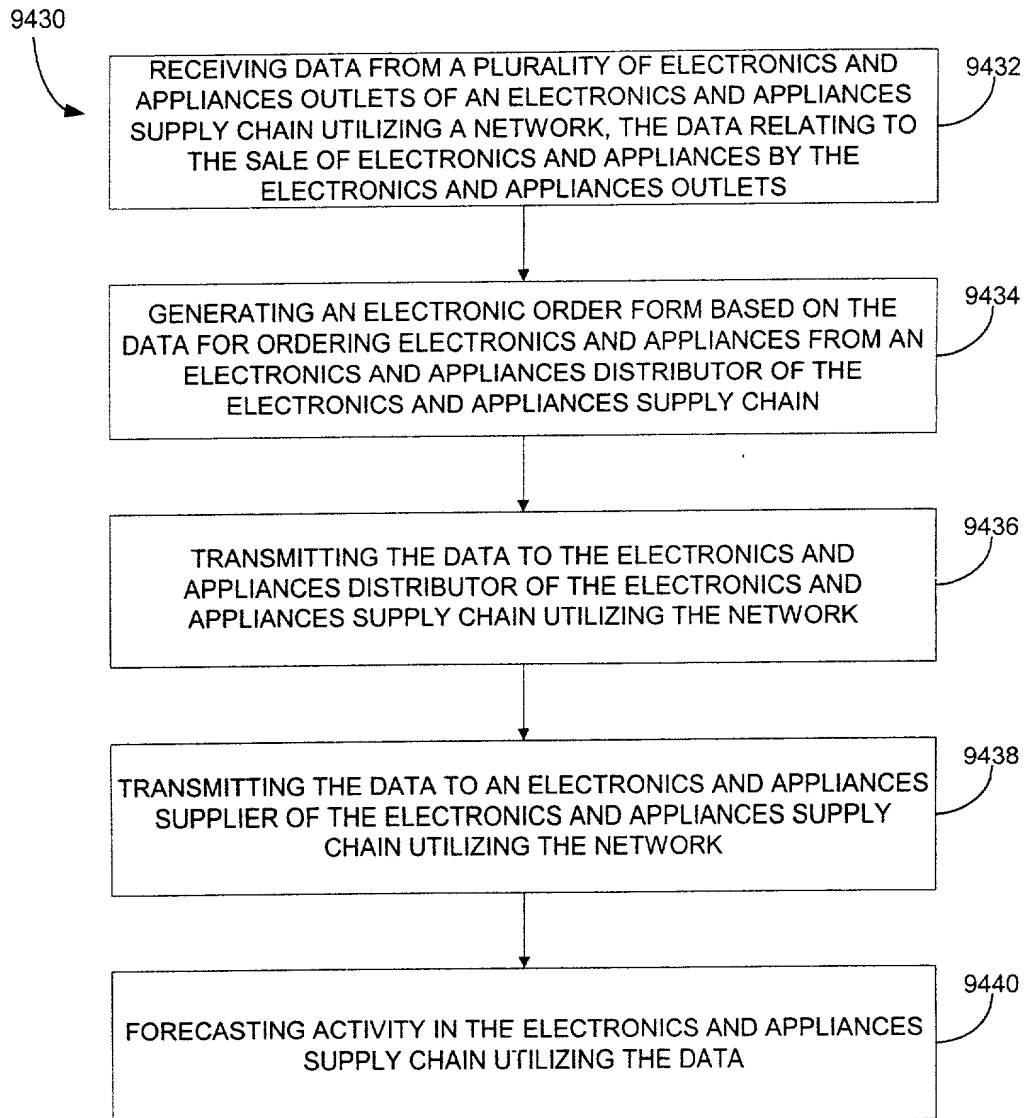 9430
RECEIVING DATA FROM A PLURALITY OF ELECTRONICS AND
APPLIANCES OUTLETS OF AN ELECTRONICS AND APPLIANCES
SUPPLY CHAIN UTILIZING A NETWORK, THE DATA RELATING TO
THE SALE OF ELECTRONICS AND APPLIANCES BY THE
ELECTRONICS AND APPLIANCES OUTLETS
9432
GENERATING AN ELECTRONIC ORDER FORM BASED ON THE
DATA FOR ORDERING ELECTRONICS AND APPLIANCES FROM AN
ELECTRONICS AND APPLIANCES DISTRIBUTOR OF THE
ELECTRONICS AND APPLIANCES SUPPLY CHAIN
9434
TRANSMITTING THE DATA TO THE ELECTRONICS AND
APPLIANCES DISTRIBUTOR OF THE ELECTRONICS AND
APPLIANCES SUPPLY CHAIN UTILIZING THE NETWORK
9436
TRANSMITTING THE DATA TO AN ELECTRONICS AND APPLIANCES
SUPPLIER OF THE ELECTRONICS AND APPLIANCES SUPPLY
CHAIN UTILIZING THE NETWORK
9438
FORECASTING ACTIVITY IN THE ELECTRONICS AND APPLIANCES
SUPPLY CHAIN UTILIZING THE DATA
9440